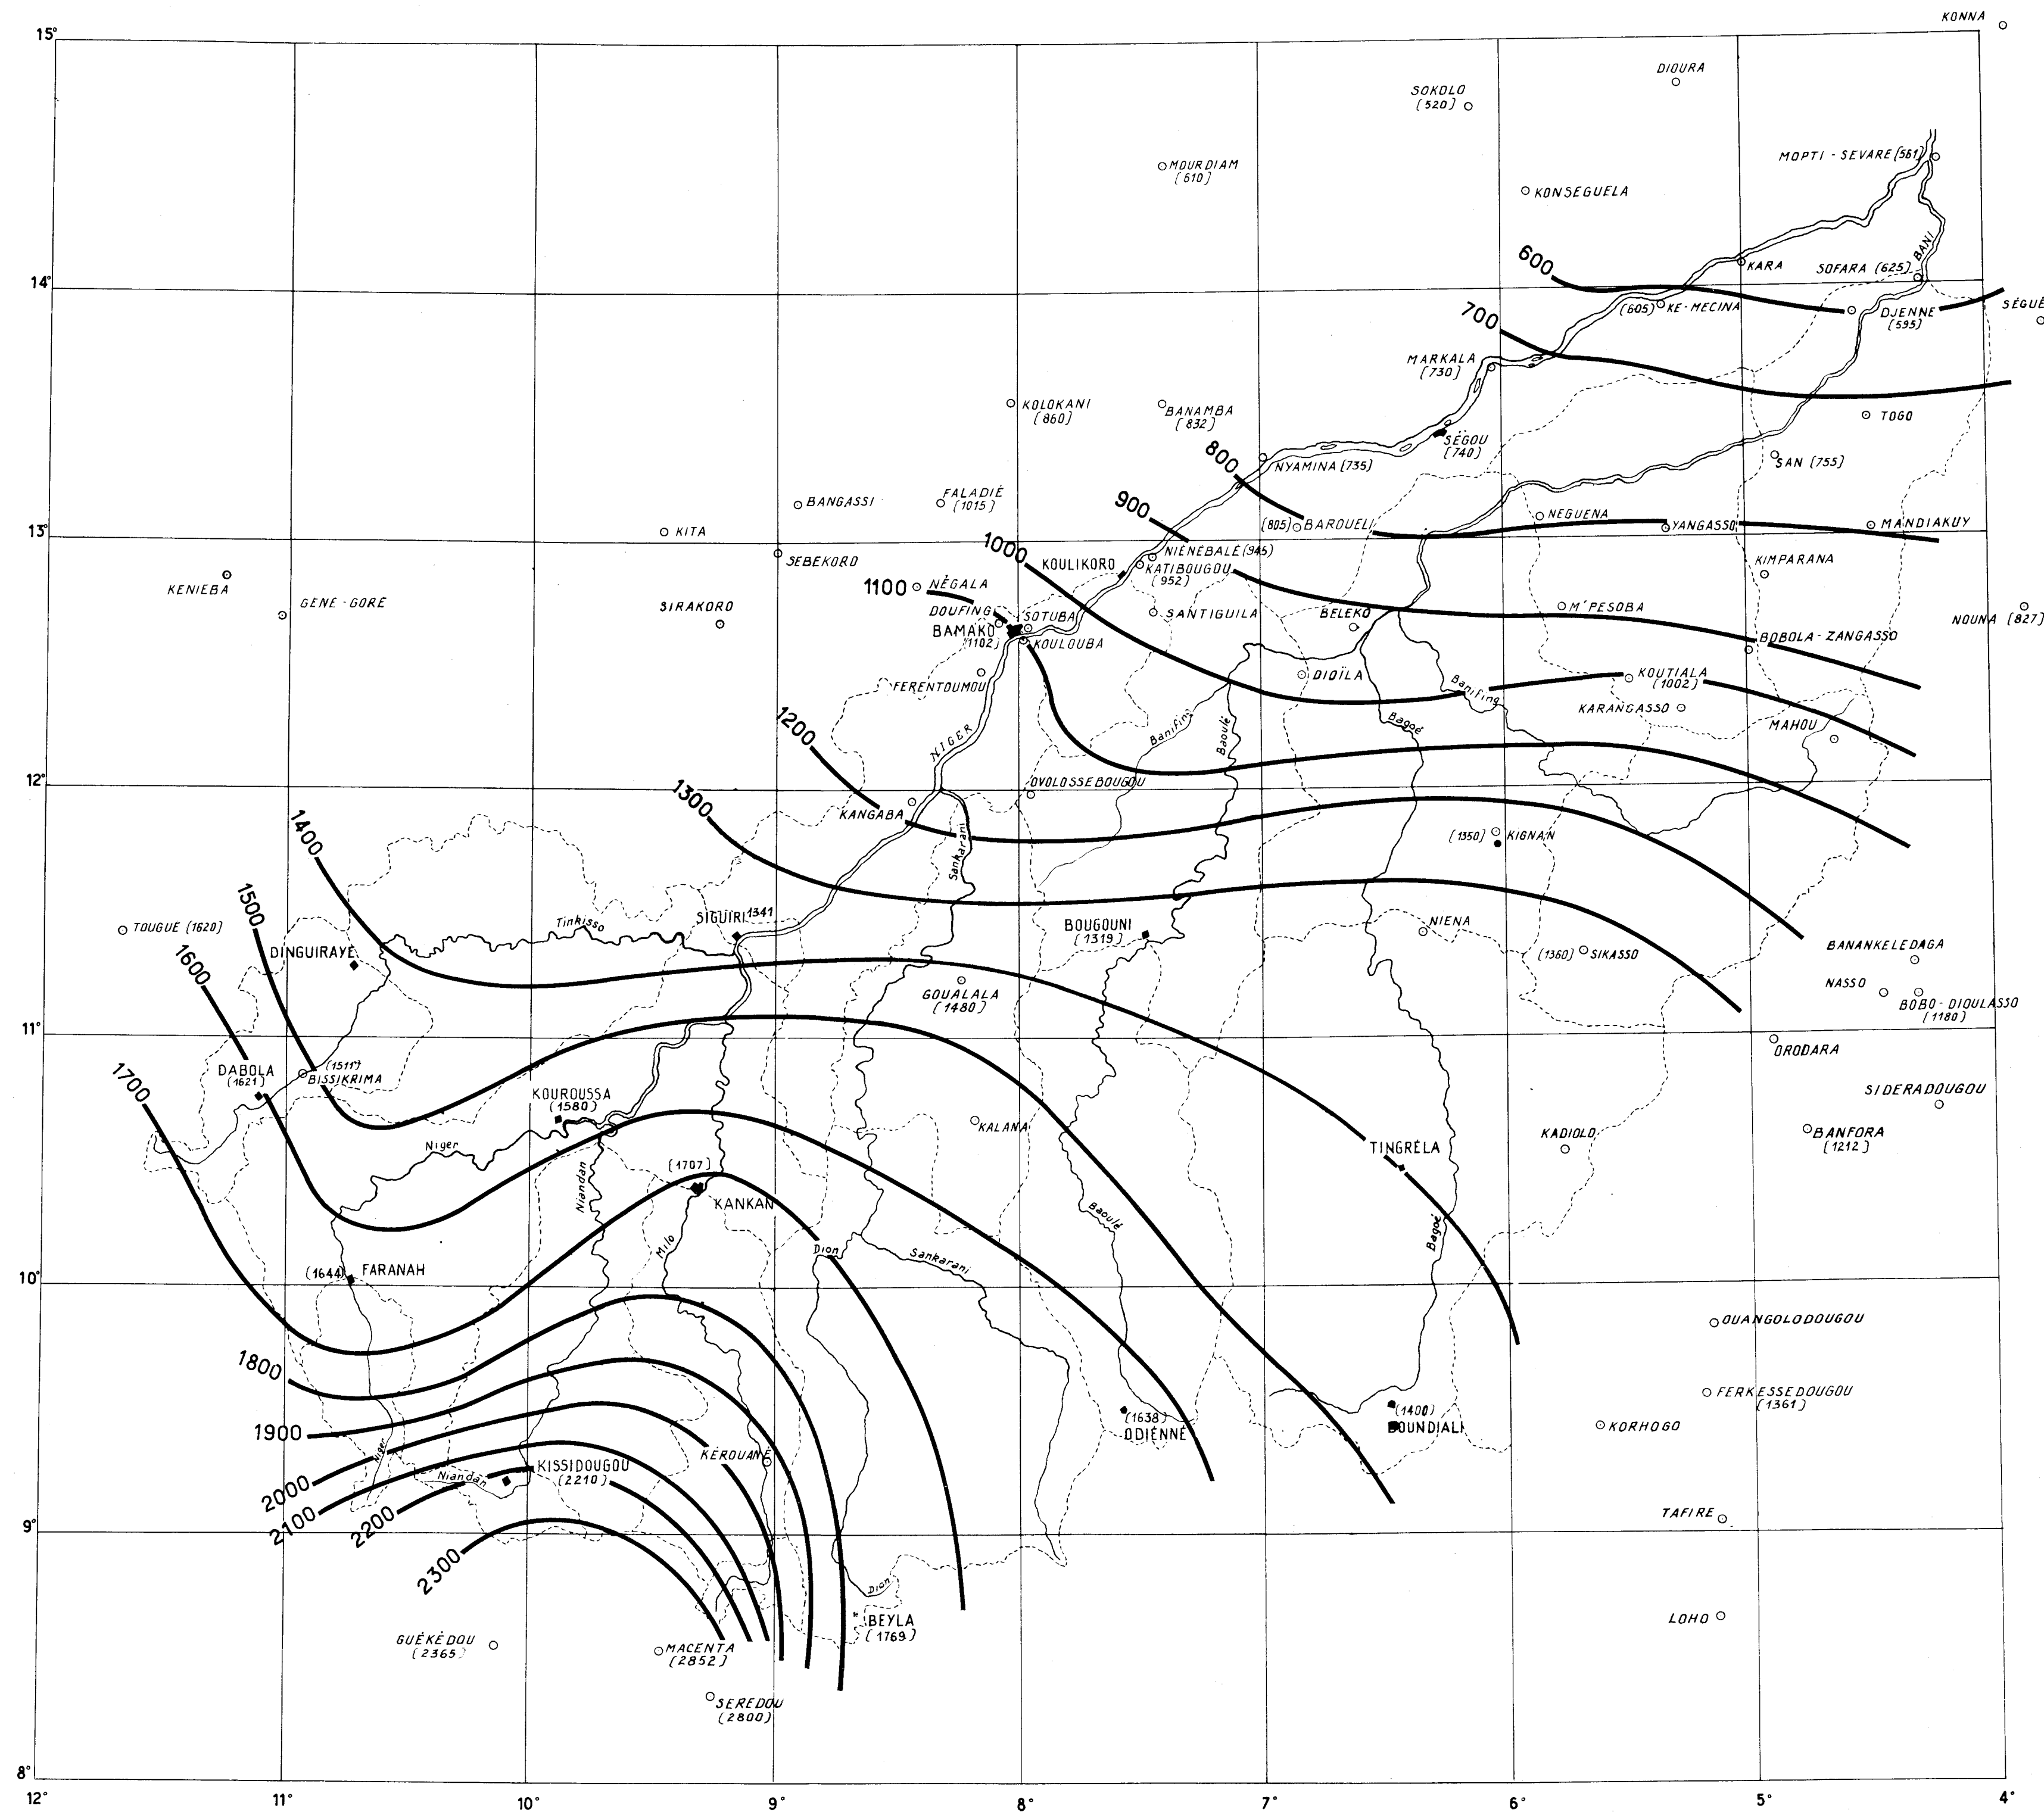 KONNA
15°
DIOURA
SOKOLO
(520)
MOPTI - SEVARE (561)
MOURDIAM
(610)
KONSEGUELA
BANI
600
KARA
SOFARA (625)
14°
(605) KE-MECINA
DJENNE
(595)
SÉGUÉ
700
MARKALA
(730)
KOLOKANI
(860)
BANAMBA
(832)
TOGO
SÉGOU
(740)
800
NYAMINA (735)
SAN (755)
BANGASSI
FALADIÉ
(1015)
900
(805) BAROUELI
NEGUENA
YANGASSO
MANDIAKUY
13°
KITA
1000
SEBEKORO
KOULIKORO
NIÉNÉBALÉ (945)
KATIBOUGOU
(952)
KIMPARANA
KENIEBA
1100
NÉGALA
GENE-GORÉ
SIRAKORO
DOUFING
SOTUBA
SANTIGUILA
BELEKO
M'PESOBA
NOUNA (827)
BAMAKO
(1102)
KOULOUBA
BOBOLA-ZANGASSO
FERENTOUMOU
DIOÏLA
Banifing
KOUTIALA
(1002)
KARANGASSO
1200
NIGER
Banifing
Baoulé
Bagoé
MAHOU
12°
1300
OVOLOSSEBOUGOU
KANGABA
1400
Sankarani
(1350) KIGNAN
1500
TOUGUÉ (1620)
Tinkisso
SIGUIRI 1341
BOUGOUNI
(1319)
NIENA
DINGUIRAYE
(1360) SIKASSO
BANANKELEDAGA
1600
GOUALALA
(1480)
NASSO
BOBO-DIOULASSO
(1180)
11°
ORODARA
1700
DABOLA
(1621)
(1511)
BISSIKRIMA
KOUROUSSA
(1580)
SIDERADOUGOU
KALANA
KADIOLO
BANFORA
(1212)
Niger
TINGRÉLA
(1707)
KANKAN
Niandan
Milo
Baoulé
Bagoé
Dion
Sankarani
(1644) FARANAH
10°
OUANGOLODOUGOU
1800
FERKESSEDOUGOU
(1361)
1900
(1638)
ODIENNÉ
(1400)
BOUNDIALI
KORHOGO
Niger
KÉROUANÉ
2000
Niandan
KISSIDOUGOU
(2210)
2100
2200
9°
TAFIRE
2300
Dion
BEYLA
(1769)
LOHO
GUÉKÉDOU
(2365)
MACENTA
(2852)
SEREDOU
(2800)
8°
12°
11°
10°
9°
8°
7°
6°
5°
4°